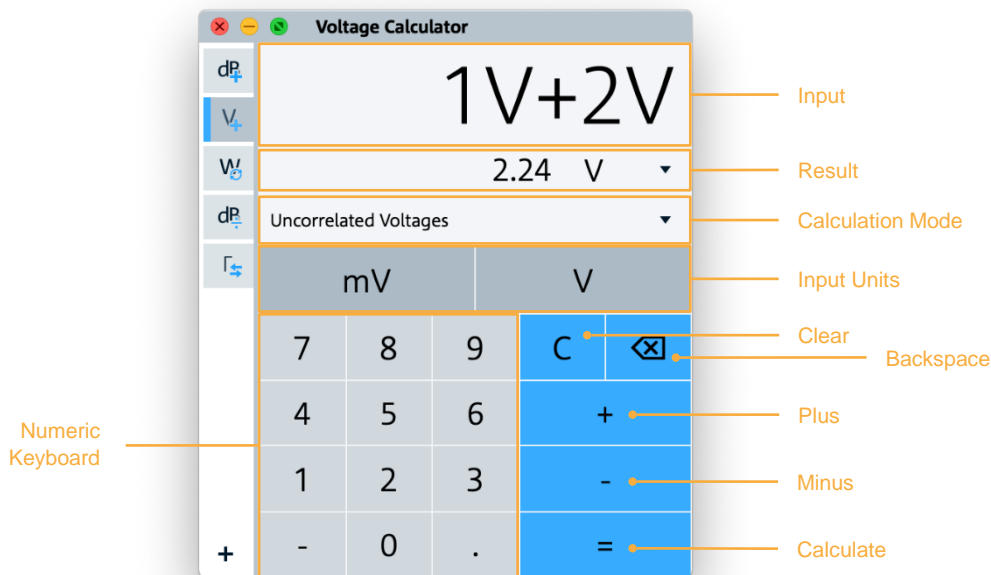 Voltage Calculator
dP+
1V+2V
Input
V+
W
2.24 V
Result
dP÷
Uncorrelated Voltages
Calculation Mode
Γ
mV V
Input Units
7 8 9 C
Clear
Backspace
4 5 6 +
Plus
Numeric
Keyboard
1 2 3 -
Minus
+ - 0 . =
Calculate